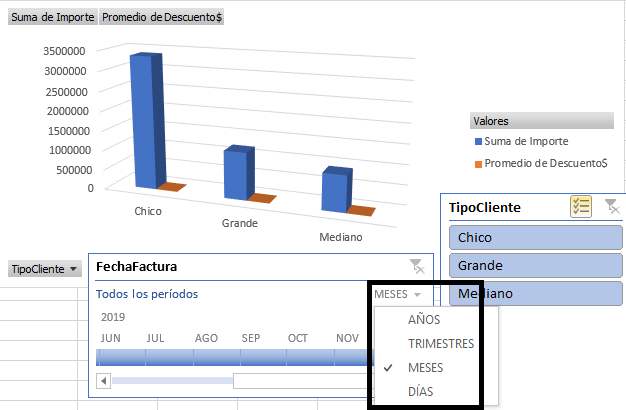 Suma de Importe Promedio de Descuento$
3500000
3000000
2500000
2000000
1500000
1000000
500000
0
Chico
Grande
Mediano
Valores
Suma de Importe
Promedio de Descuento$
TipoCliente
Chico
Grande
Mediano
TipoCliente
FechaFactura
Todos los períodos
MESES
2019
JUN JUL AGO SEP OCT NOV
AÑOS
TRIMESTRES
MESES
DÍAS